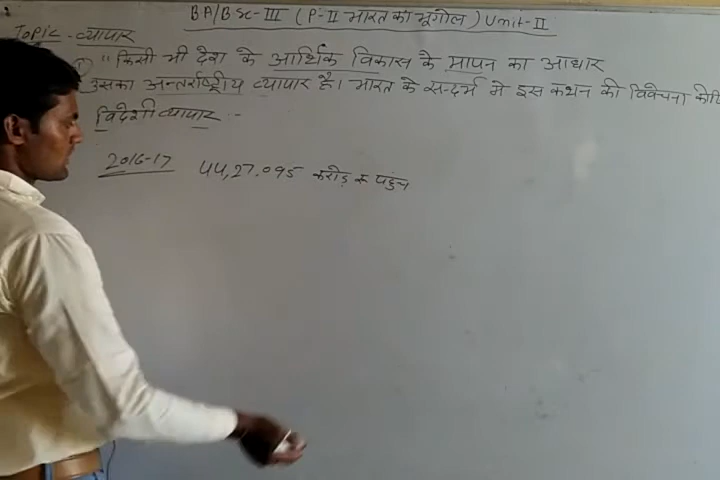 BA/BSc-III (P-II भारत का भूगोल) Unit-II
Topic - व्यापार
① "किसी भी देश के आर्थिक विकास के मापन का आधार
उसका अन्तर्राष्ट्रीय व्यापार है। भारत के सन्दर्भ में इस कथन की विवेचना कीजि
विदेशी व्यापार :-
2016-17 44,27.095 करोड़ रू पहुंच